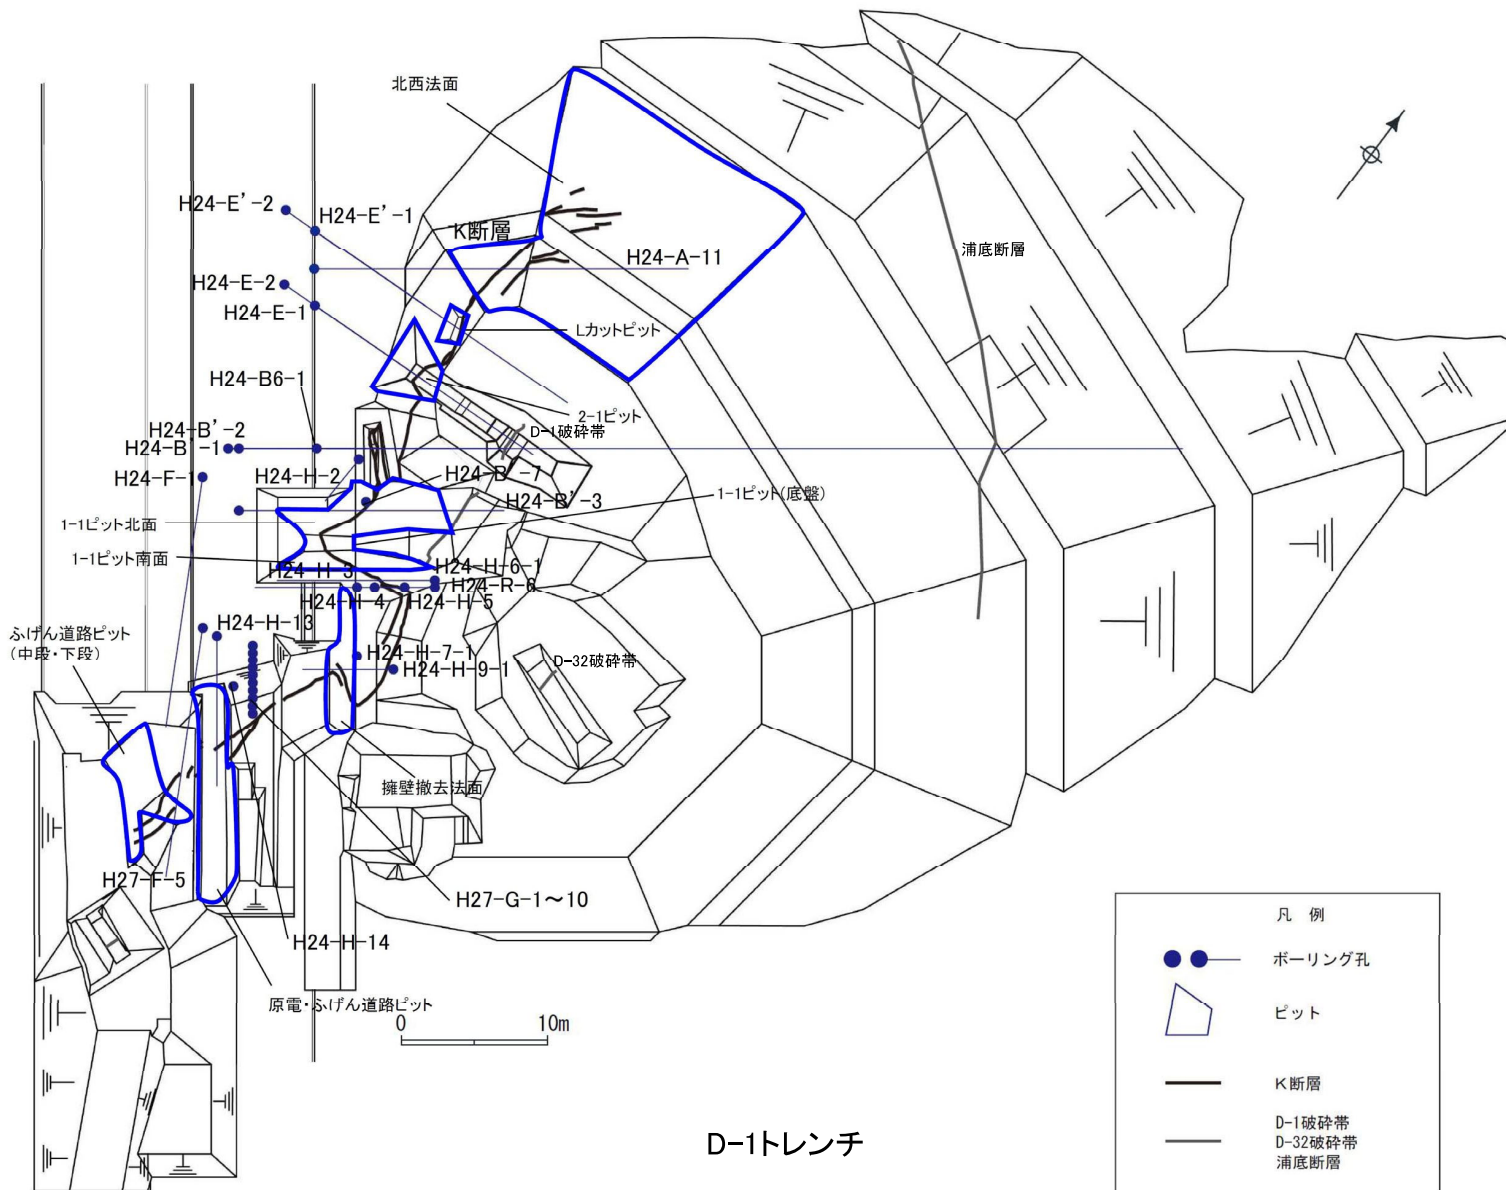 北西法面
H24-E'-2
H24-E'-1
K断層
H24-A-11
浦底断層
H24-E-2
H24-E-1
Lカットピット
H24-B6-1
2-1ピット
H24-B'-2
D-1破砕帯
H24-B'-1
H24-F-1
H24-H-2
H24-B'-7
H24-B'-3
1-1ピット(底盤)
1-1ピット北面
1-1ピット南面
H24-H-3
H24-H-6-1
H24-R-6
H24-H-4
H24-H-5
H24-H-13
ふげん道路ピット
(中段・下段)
H24-H-7-1
H24-H-9-1
D-32破砕帯
擁壁撤去法面
H27-F-5
H27-G-1～10
H24-H-14
原電・ふげん道路ピット
0
10m
D-1トレンチ
凡 例
ボーリング孔
ピット
K断層
D-1破砕帯
D-32破砕帯
浦底断層